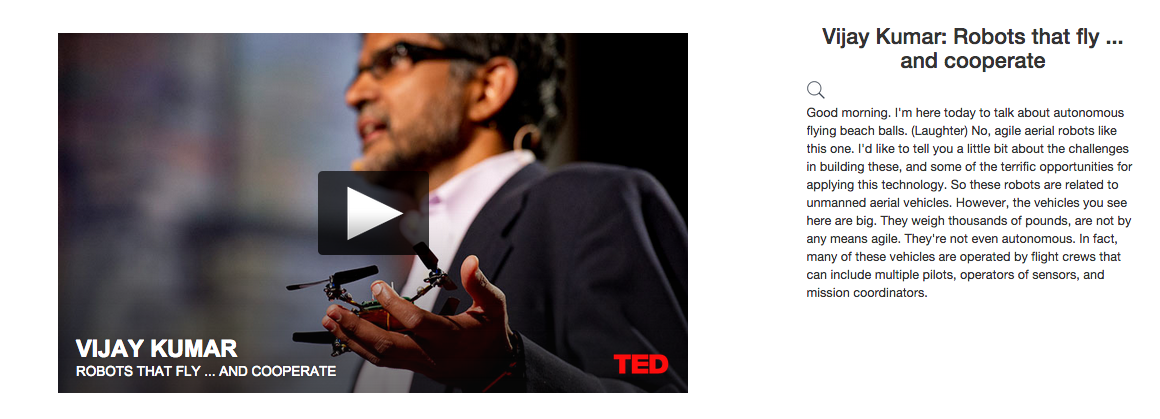 VIJAY KUMAR
ROBOTS THAT FLY ... AND COOPERATE
TED
Vijay Kumar: Robots that fly ...
and cooperate
Good morning. I'm here today to talk about autonomous
flying beach balls. (Laughter) No, agile aerial robots like
this one. I'd like to tell you a little bit about the challenges
in building these, and some of the terrific opportunities for
applying this technology. So these robots are related to
unmanned aerial vehicles. However, the vehicles you see
here are big. They weigh thousands of pounds, are not by
any means agile. They're not even autonomous. In fact,
many of these vehicles are operated by flight crews that
can include multiple pilots, operators of sensors, and
mission coordinators.